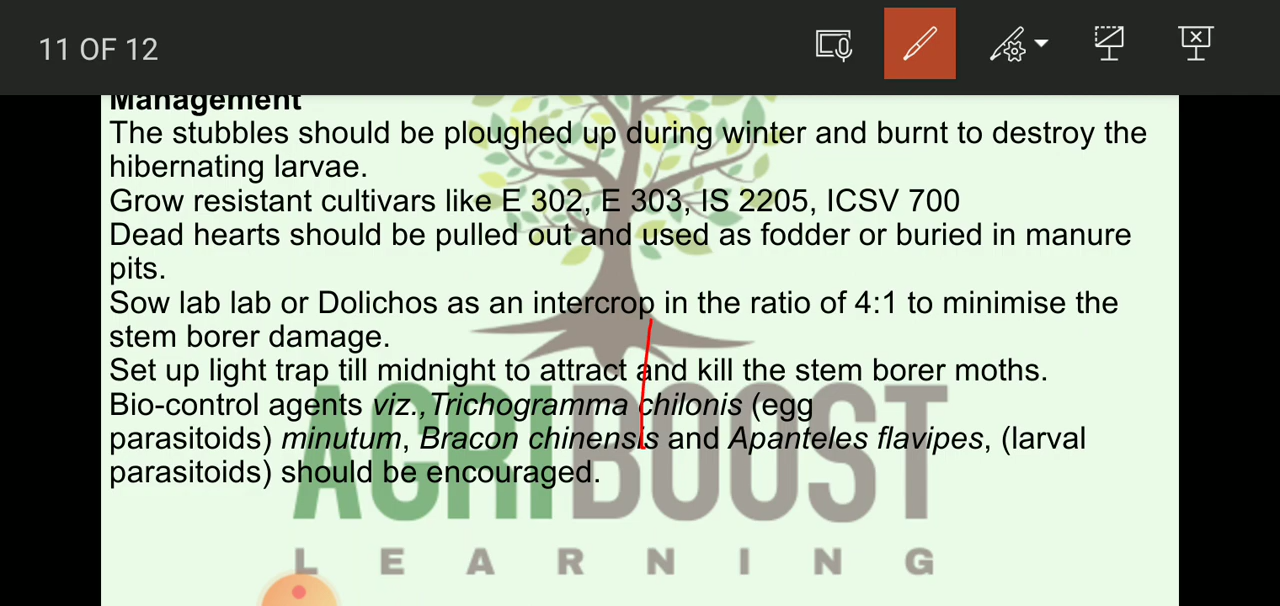 11 OF 12
Management
The stubbles should be ploughed up during winter and burnt to destroy the
hibernating larvae.
Grow resistant cultivars like E 302, E 303, IS 2205, ICSV 700
Dead hearts should be pulled out and used as fodder or buried in manure
pits.
Sow lab lab or Dolichos as an intercrop in the ratio of 4:1 to minimise the
stem borer damage.
Set up light trap till midnight to attract and kill the stem borer moths.
Bio-control agents viz.,Trichogramma chilonis (egg
parasitoids) minutum, Bracon chinensis and Apanteles flavipes, (larval
parasitoids) should be encouraged.
AGRIBOOST
LEARNING